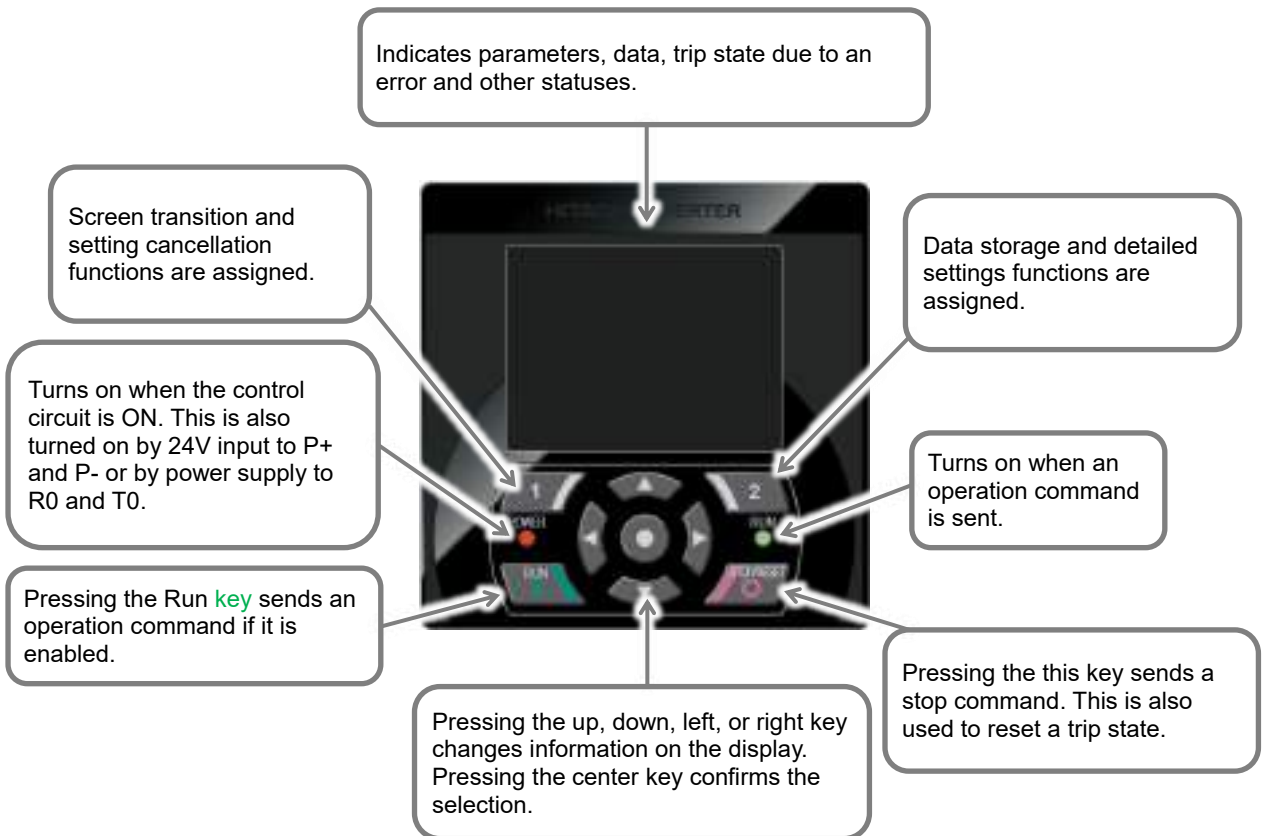 Indicates parameters, data, trip state due to an
error and other statuses.
Screen transition and
setting cancellation
functions are assigned.
Data storage and detailed
settings functions are
assigned.
Turns on when the control
circuit is ON. This is also
turned on by 24V input to P+
and P- or by power supply to
R0 and T0.
Turns on when an
operation command
is sent.
1
2
RUN
RUN
Pressing the Run key sends an
operation command if it is
enabled.
Pressing the up, down, left, or right key
changes information on the display.
Pressing the center key confirms the
selection.
Pressing the this key sends a
stop command. This is also
used to reset a trip state.